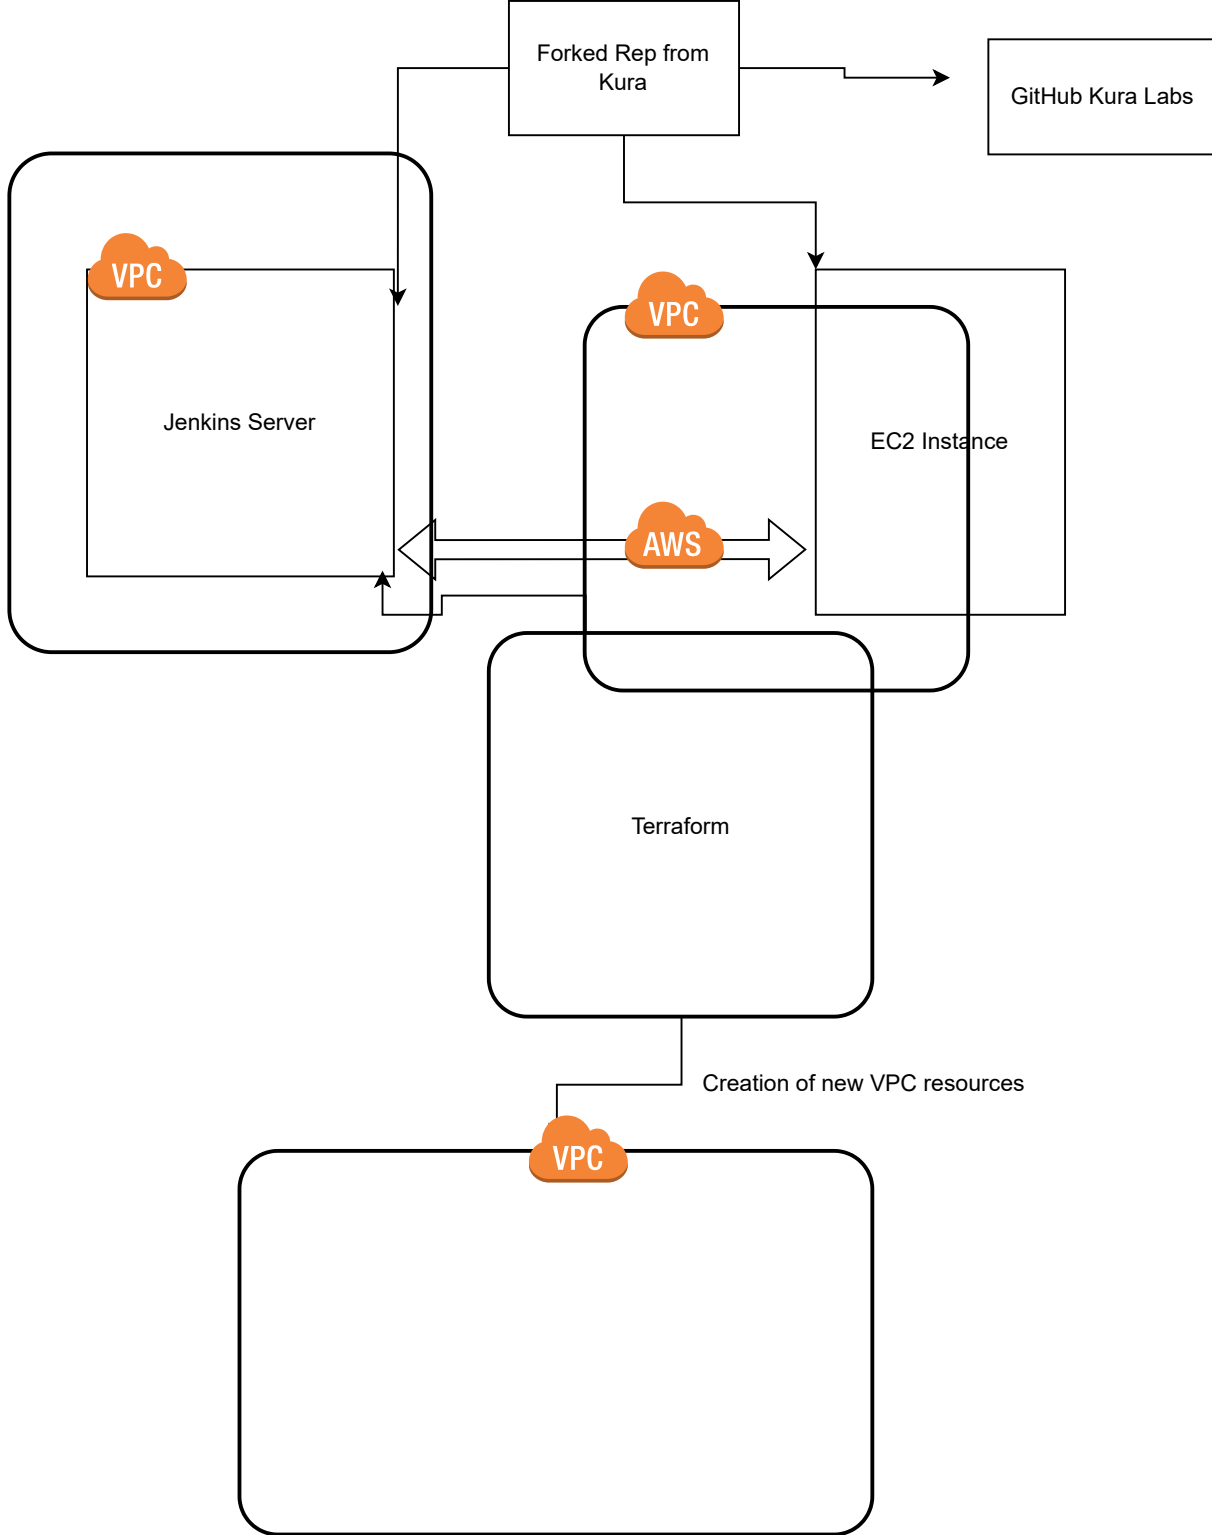 Forked Rep from
Kura
GitHub Kura Labs
VPC
VPC
Jenkins Server
EC2 Instance
AWS
Terraform
Creation of new VPC resources
VPC